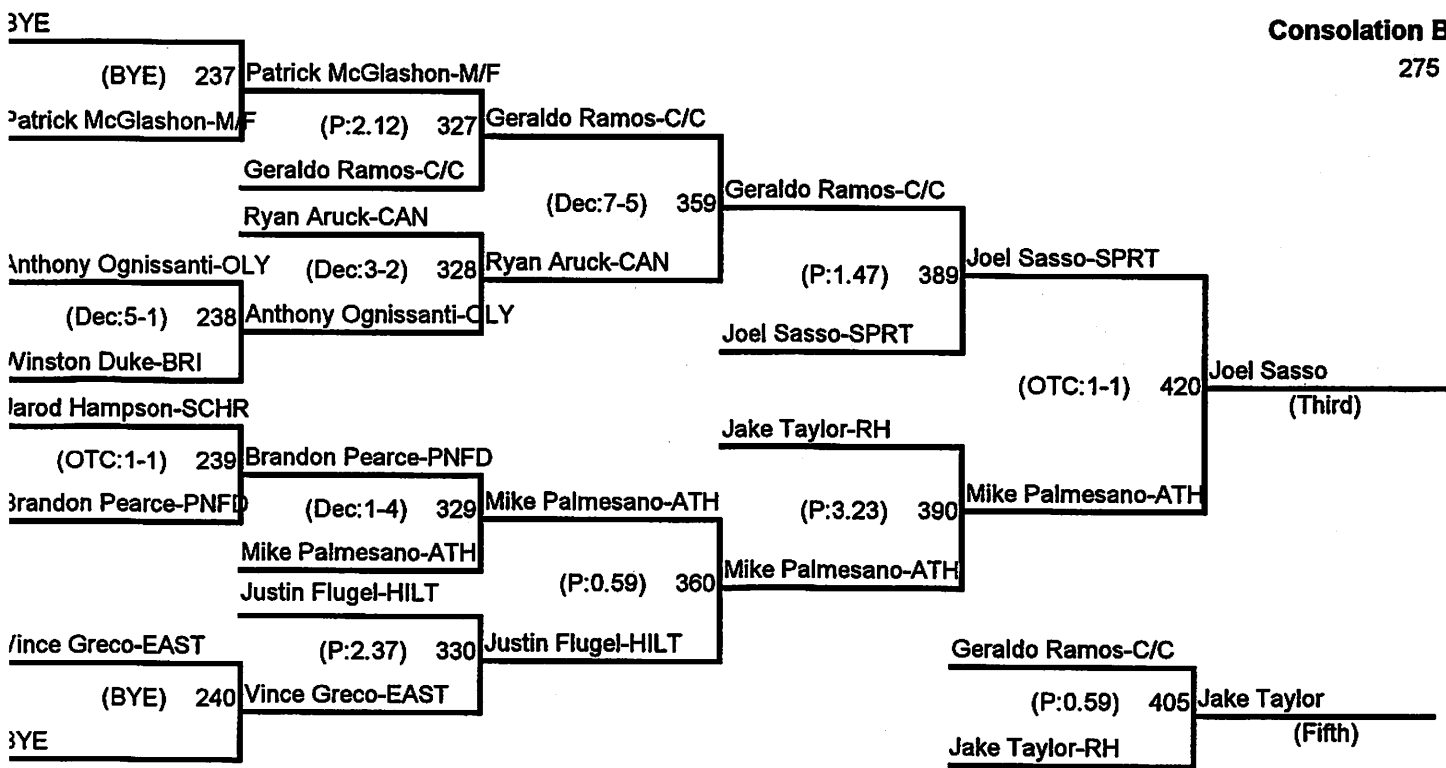 BYE
Consolation B
275
(BYE) 237 Patrick McGlashon-M/F
Patrick McGlashon-M/F
(P:2.12) 327 Geraldo Ramos-C/C
Geraldo Ramos-C/C
(Dec:7-5) 359 Geraldo Ramos-C/C
Ryan Aruck-CAN
Anthony Ognissanti-OLY
(Dec:3-2) 328 Ryan Aruck-CAN
(P:1.47) 389 Joel Sasso-SPRT
(Dec:5-1) 238 Anthony Ognissanti-OLY
Joel Sasso-SPRT
Winston Duke-BRI
(OTC:1-1) 420 Joel Sasso
(Third)
Jarod Hampson-SCHR
Jake Taylor-RH
(OTC:1-1) 239 Brandon Pearce-PNFD
Brandon Pearce-PNFD
(Dec:1-4) 329 Mike Palmesano-ATH
(P:3.23) 390 Mike Palmesano-ATH
Mike Palmesano-ATH
(P:0.59) 360 Mike Palmesano-ATH
Justin Flugel-HILT
Vince Greco-EAST
(P:2.37) 330 Justin Flugel-HILT
Geraldo Ramos-C/C
(BYE) 240 Vince Greco-EAST
(P:0.59) 405 Jake Taylor
(Fifth)
BYE
Jake Taylor-RH